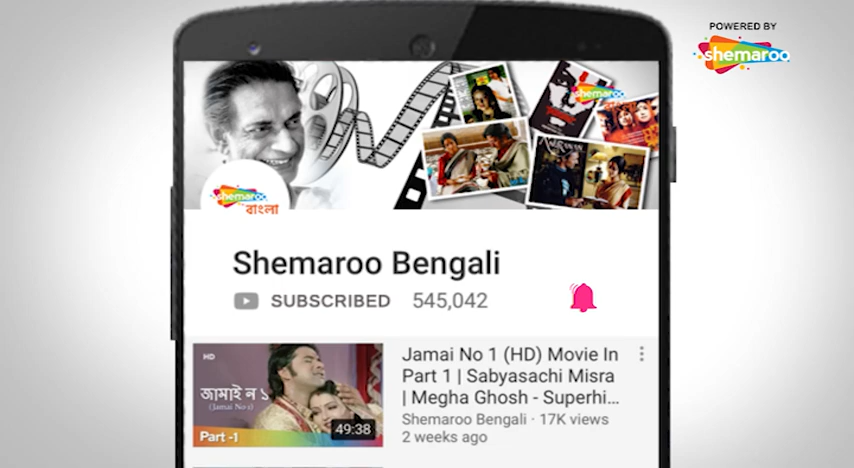 POWERED BY
shemaroo
shemaroo
shemaroo
বাংলা
Shemaroo Bengali
SUBSCRIBED 545,042
HD
জামাই ন ১
(Jamai No-1)
Part -1
49:38
Jamai No 1 (HD) Movie In
Part 1 | Sabyasachi Misra
| Megha Ghosh - Superhi...
Shemaroo Bengali · 17K views
2 weeks ago